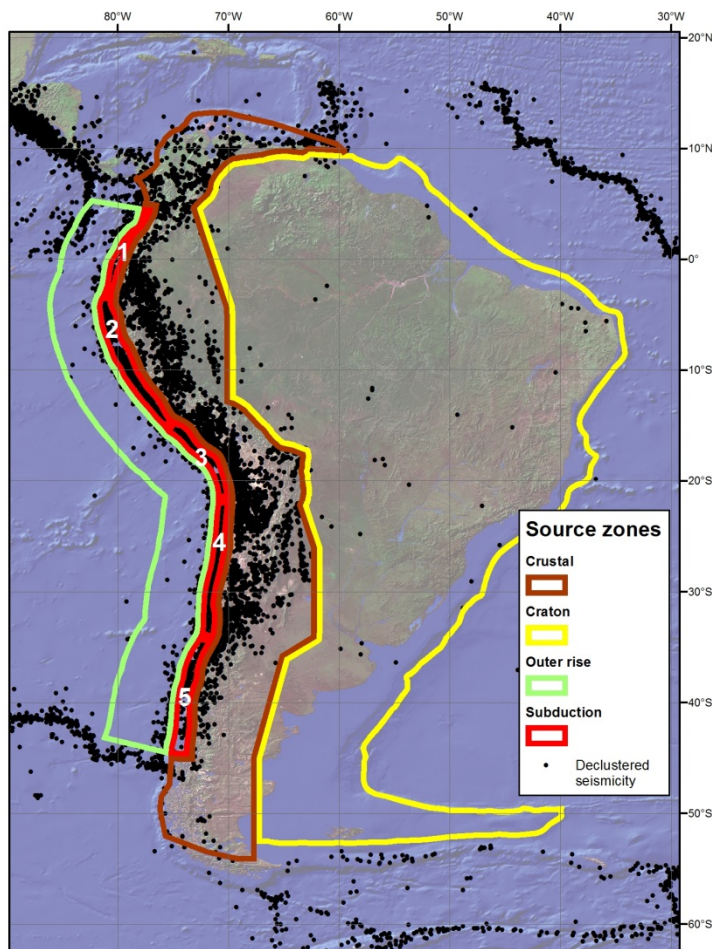 80°W 70°W 60°W 50°W 40°W 30°W
20°N
10°N
1
0°
2
10°S
3
20°S
4
Source zones
Crustal
30°S
Craton
Outer rise
5
Subduction
40°S
Declustered
seismicity
50°S
60°S